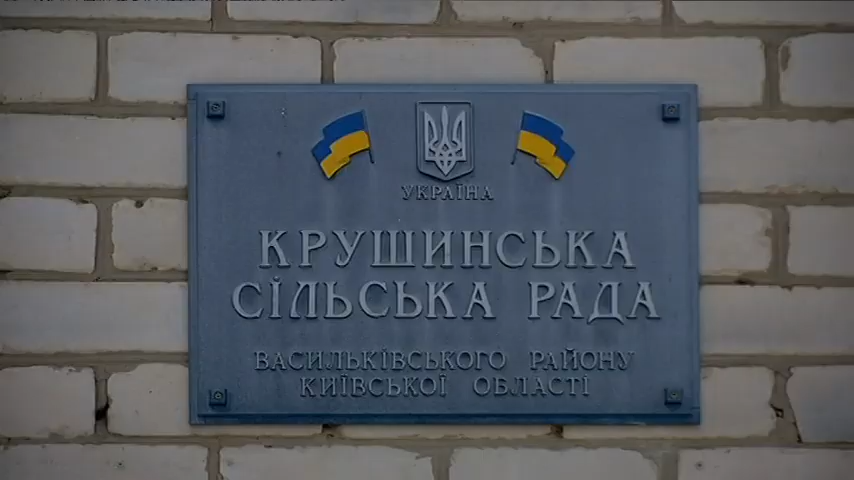 УКРАЇНА
КРУШИНСЬКА
СІЛЬСЬКА РАДА
ВАСИЛЬКІВСЬКОГО РАЙОНУ
КИЇВСЬКОЇ ОБЛАСТІ